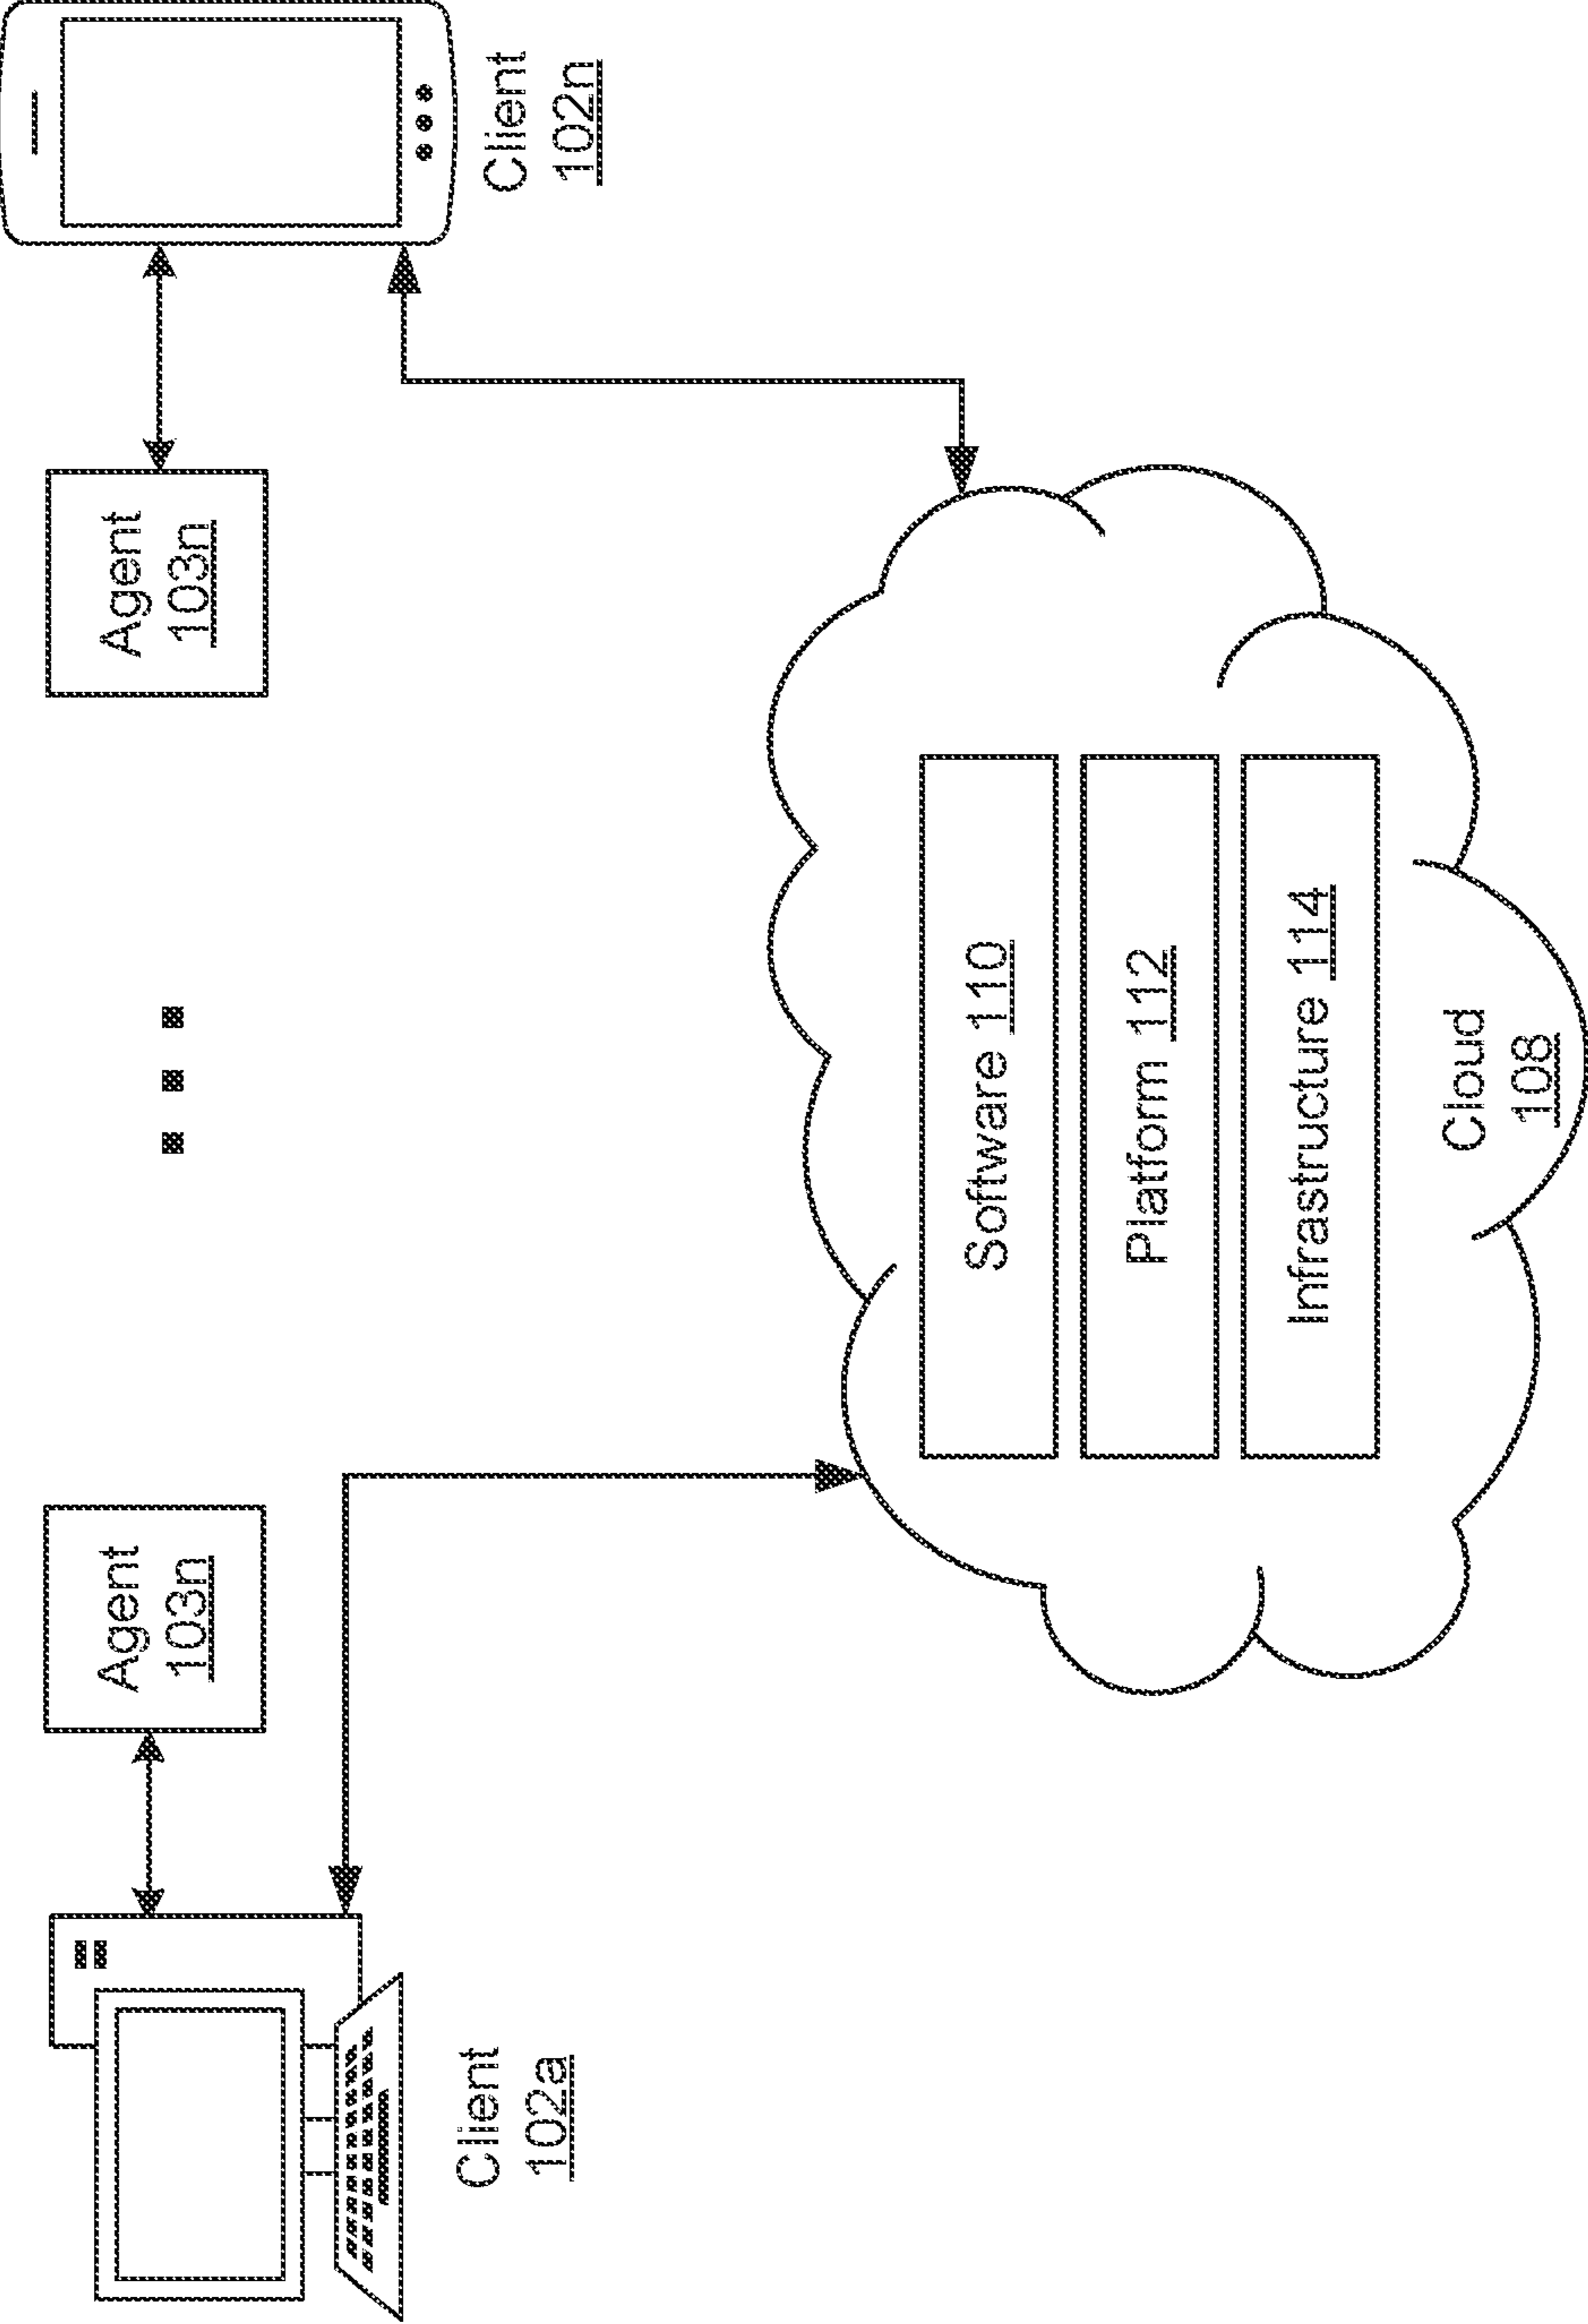 Agent
103n
Agent
103n
Client
102a
Client
102n
Software 110
Platform 112
Infrastructure 114
Cloud
108